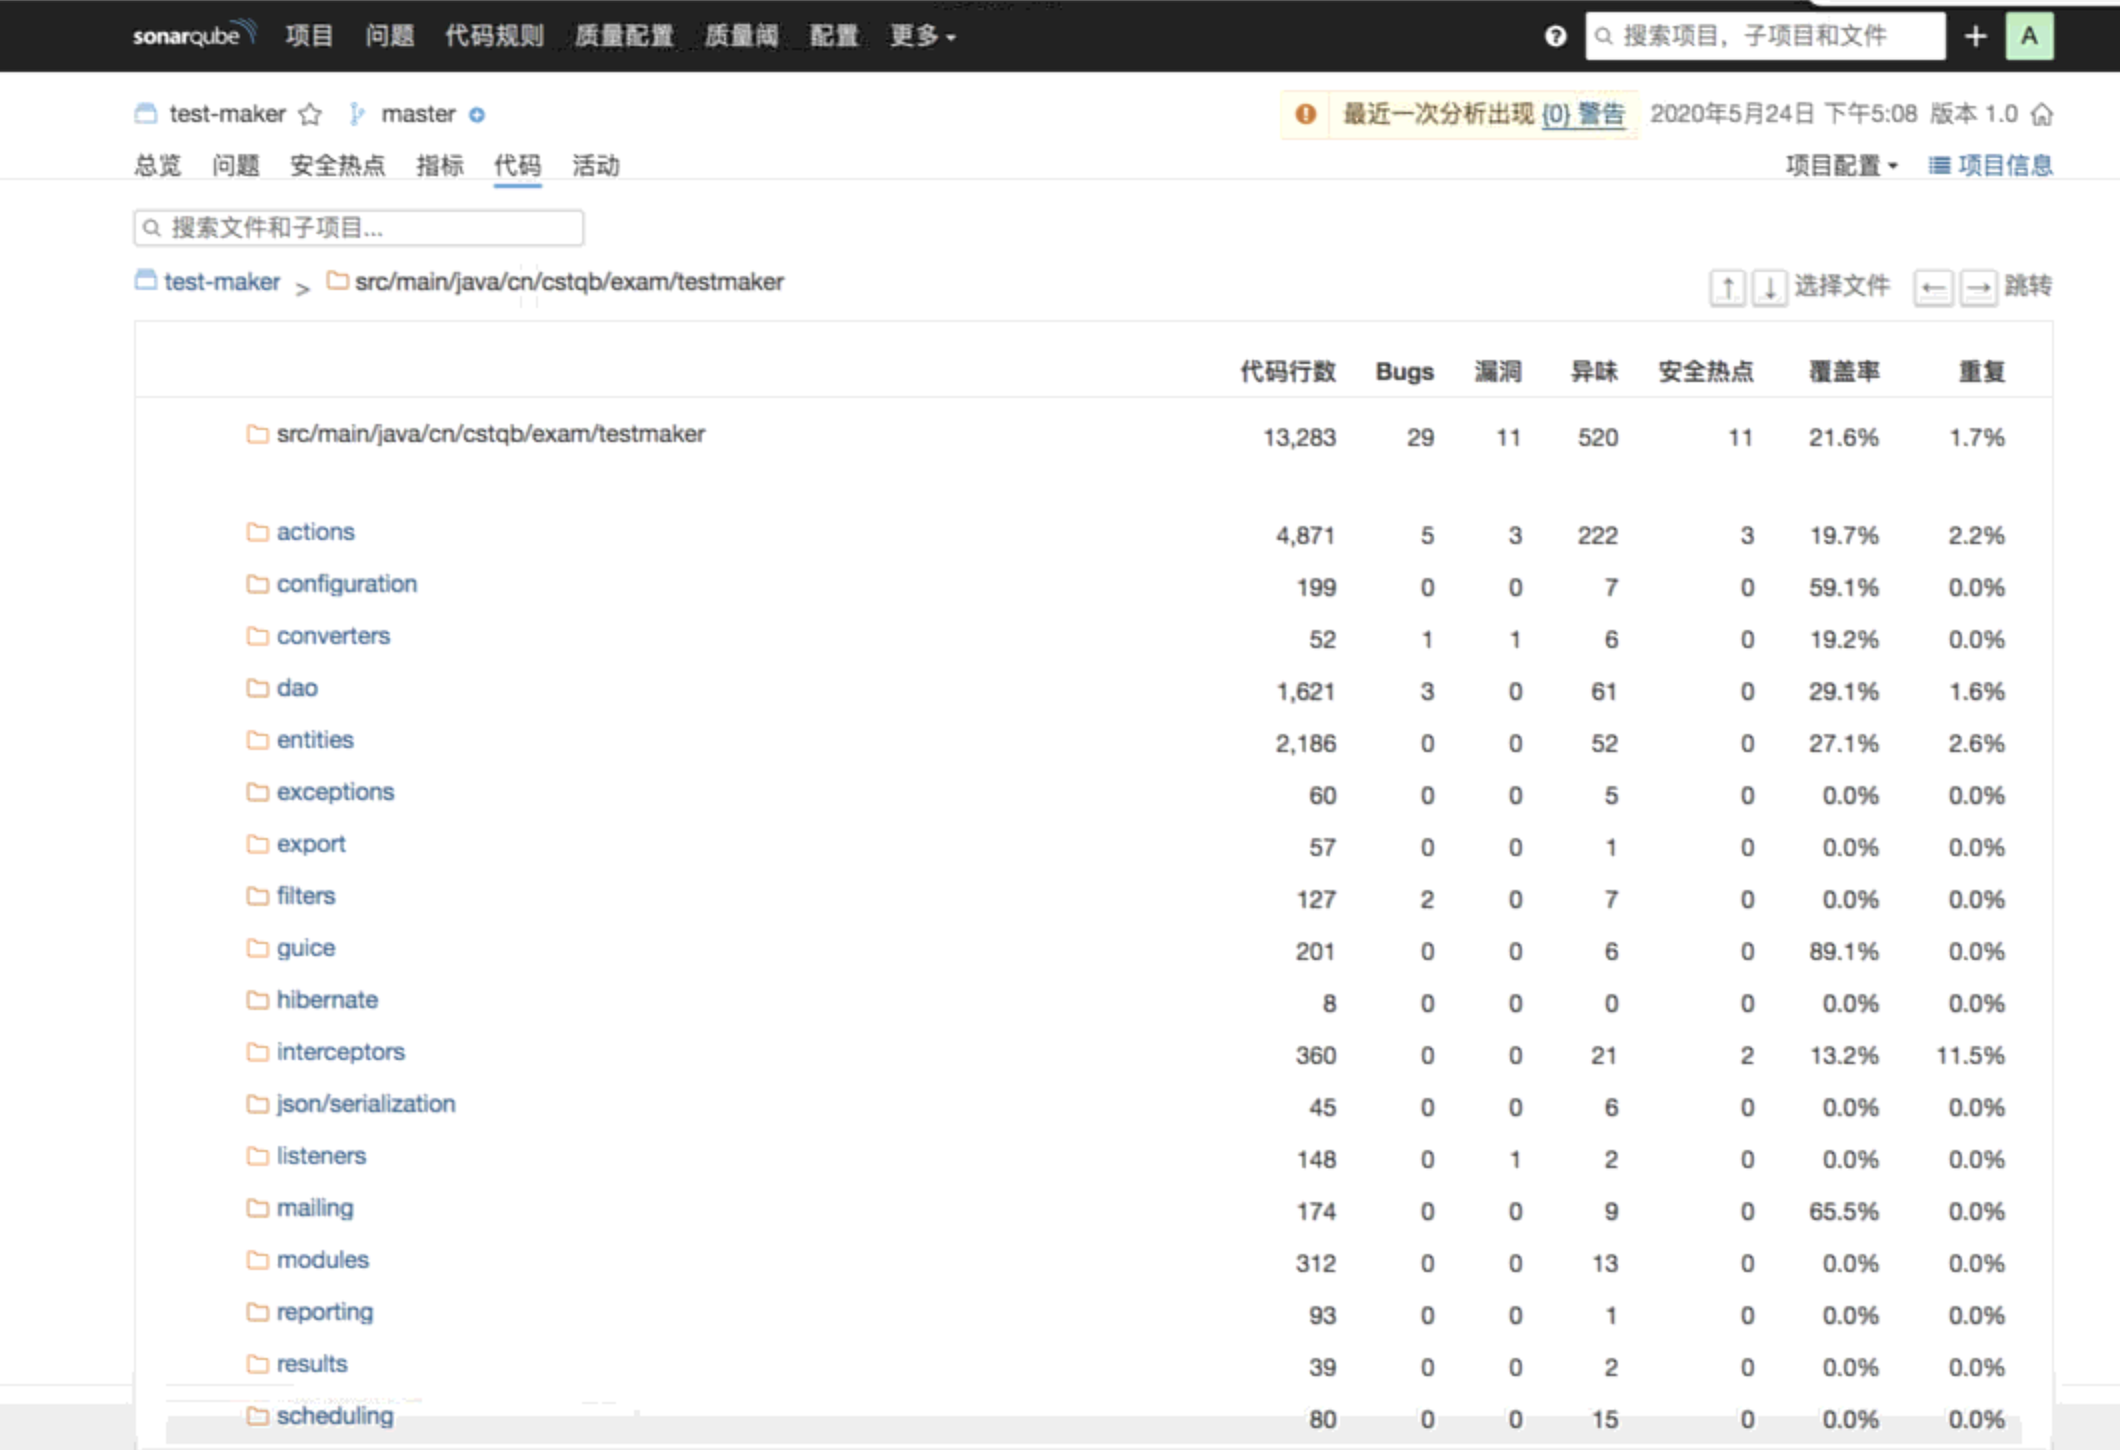 sonarqube 项目 问题 代码规则 质量配置 质量阈 配置 更多 搜索项目，子项目和文件 + A
test-maker master 最近一次分析出现 {0} 警告 2020年5月24日 下午5:08 版本 1.0
总览 问题 安全热点 指标 代码 活动 项目配置 项目信息
搜索文件和子项目...
test-maker > src/main/java/cn/cstqb/exam/testmaker ↑ ↓ 选择文件 ← → 跳转
代码行数 Bugs 漏洞 异味 安全热点 覆盖率 重复
src/main/java/cn/cstqb/exam/testmaker 13,283 29 11 520 11 21.6% 1.7%
actions 4,871 5 3 222 3 19.7% 2.2%
configuration 199 0 0 7 0 59.1% 0.0%
converters 52 1 1 6 0 19.2% 0.0%
dao 1,621 3 0 61 0 29.1% 1.6%
entities 2,186 0 0 52 0 27.1% 2.6%
exceptions 60 0 0 5 0 0.0% 0.0%
export 57 0 0 1 0 0.0% 0.0%
filters 127 2 0 7 0 0.0% 0.0%
guice 201 0 0 6 0 89.1% 0.0%
hibernate 8 0 0 0 0 0.0% 0.0%
interceptors 360 0 0 21 2 13.2% 11.5%
json/serialization 45 0 0 6 0 0.0% 0.0%
listeners 148 0 1 2 0 0.0% 0.0%
mailing 174 0 0 9 0 65.5% 0.0%
modules 312 0 0 13 0 0.0% 0.0%
reporting 93 0 0 1 0 0.0% 0.0%
results 39 0 0 2 0 0.0% 0.0%
scheduling 80 0 0 15 0 0.0% 0.0%